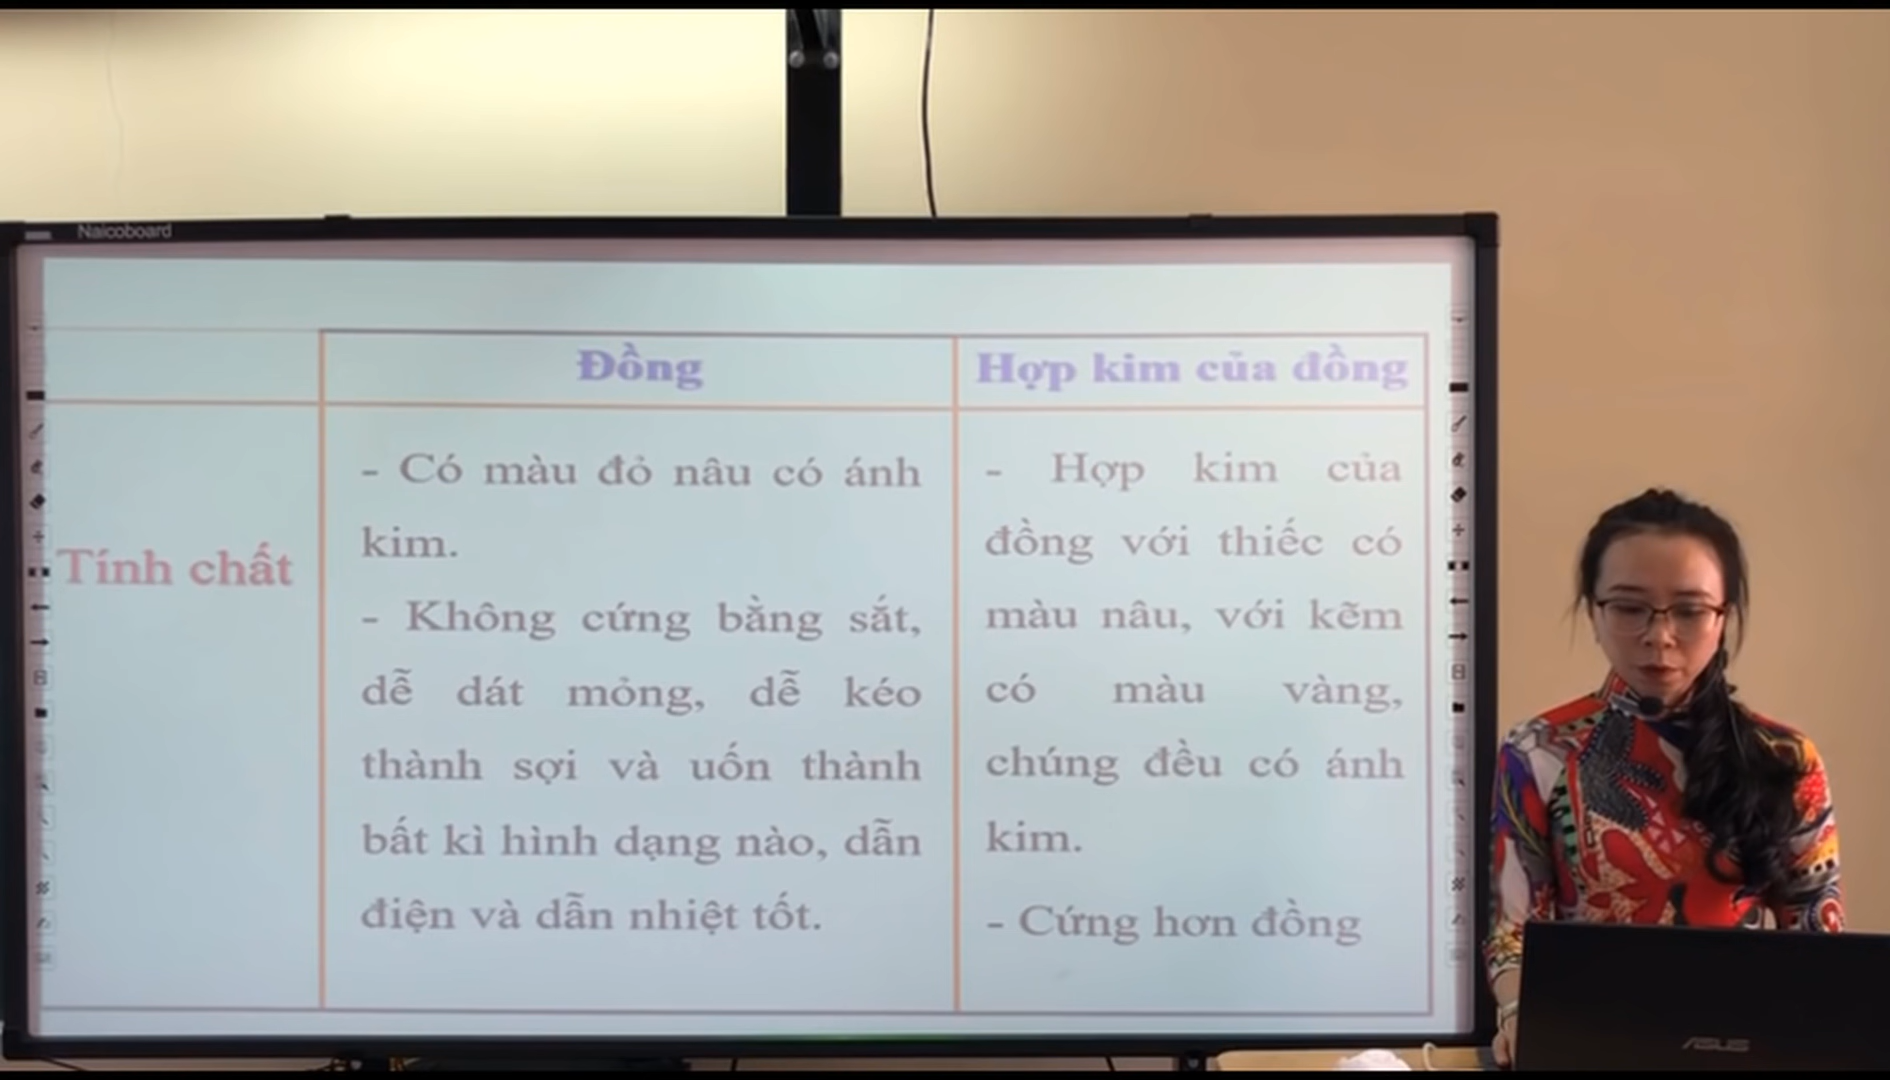 Naicoboard
Đồng
Hợp kim của đồng
Tính chất
- Có màu đỏ nâu có ánh
kim.
- Không cứng bằng sắt,
dễ dát mỏng, dễ kéo
thành sợi và uốn thành
bất kì hình dạng nào, dẫn
điện và dẫn nhiệt tốt.
- Hợp kim của
đồng với thiếc có
màu nâu, với kẽm
có màu vàng,
chúng đều có ánh
kim.
- Cứng hơn đồng
ASUS